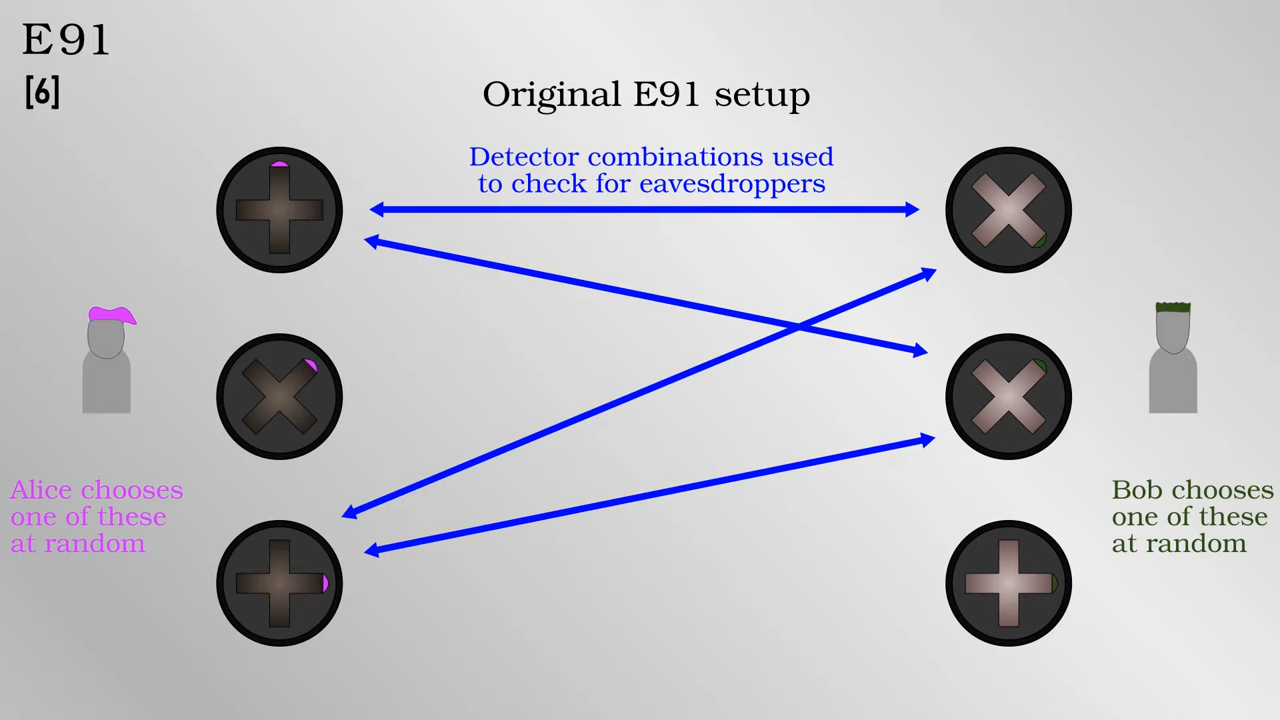 E91
[6]
Original E91 setup
Detector combinations used
to check for eavesdroppers
Alice chooses
one of these
at random
Bob chooses
one of these
at random